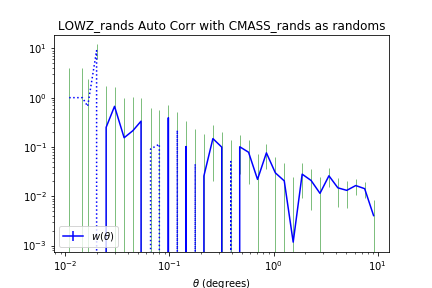 LOWZ_rands Auto Corr with CMASS_rands as randoms
10¹
10⁰
10⁻¹
10⁻²
10⁻³
w(θ)
10⁻² 10⁻¹ 10⁰ 10¹
θ (degrees)